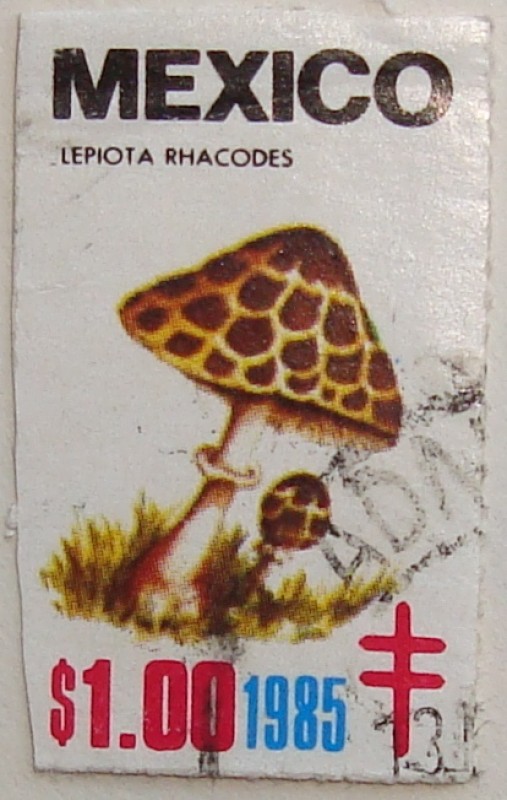 MEXICO
LEPIOTA RHACODES
$1.00 1985